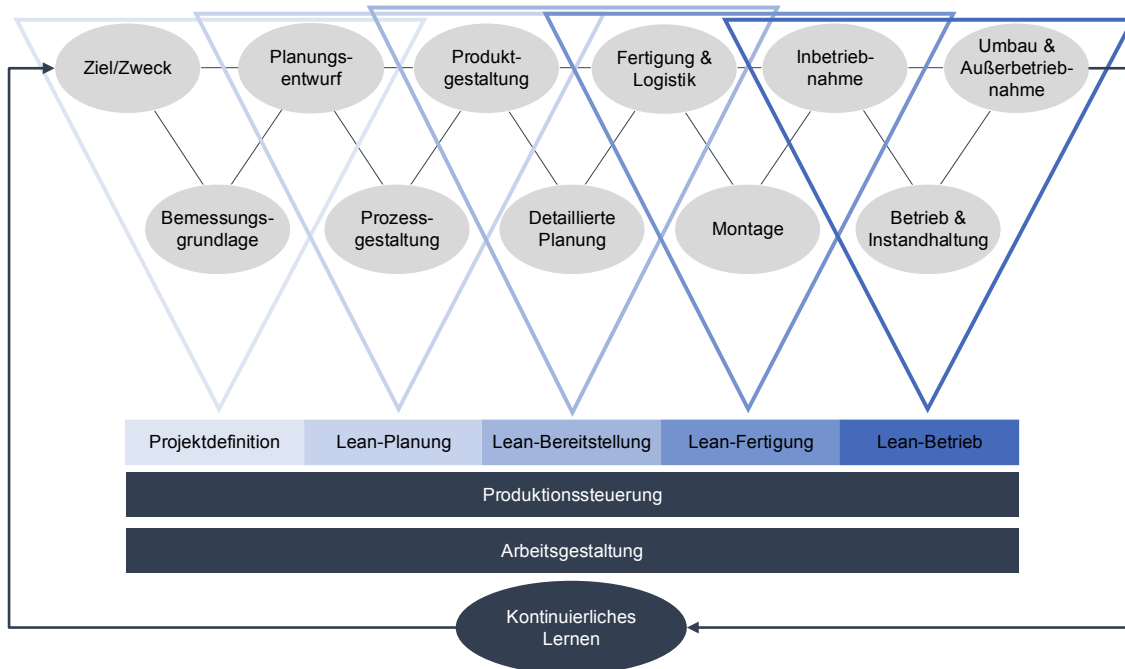 Ziel/Zweck
Planungs-
entwurf
Produkt-
gestaltung
Fertigung &
Logistik
Inbetrieb-
nahme
Umbau &
Außerbetrieb-
nahme
Bemessungs-
grundlage
Prozess-
gestaltung
Detaillierte
Planung
Montage
Betrieb &
Instandhaltung
Projektdefinition
Lean-Planung
Lean-Bereitstellung
Lean-Fertigung
Lean-Betrieb
Produktionssteuerung
Arbeitsgestaltung
Kontinuierliches
Lernen